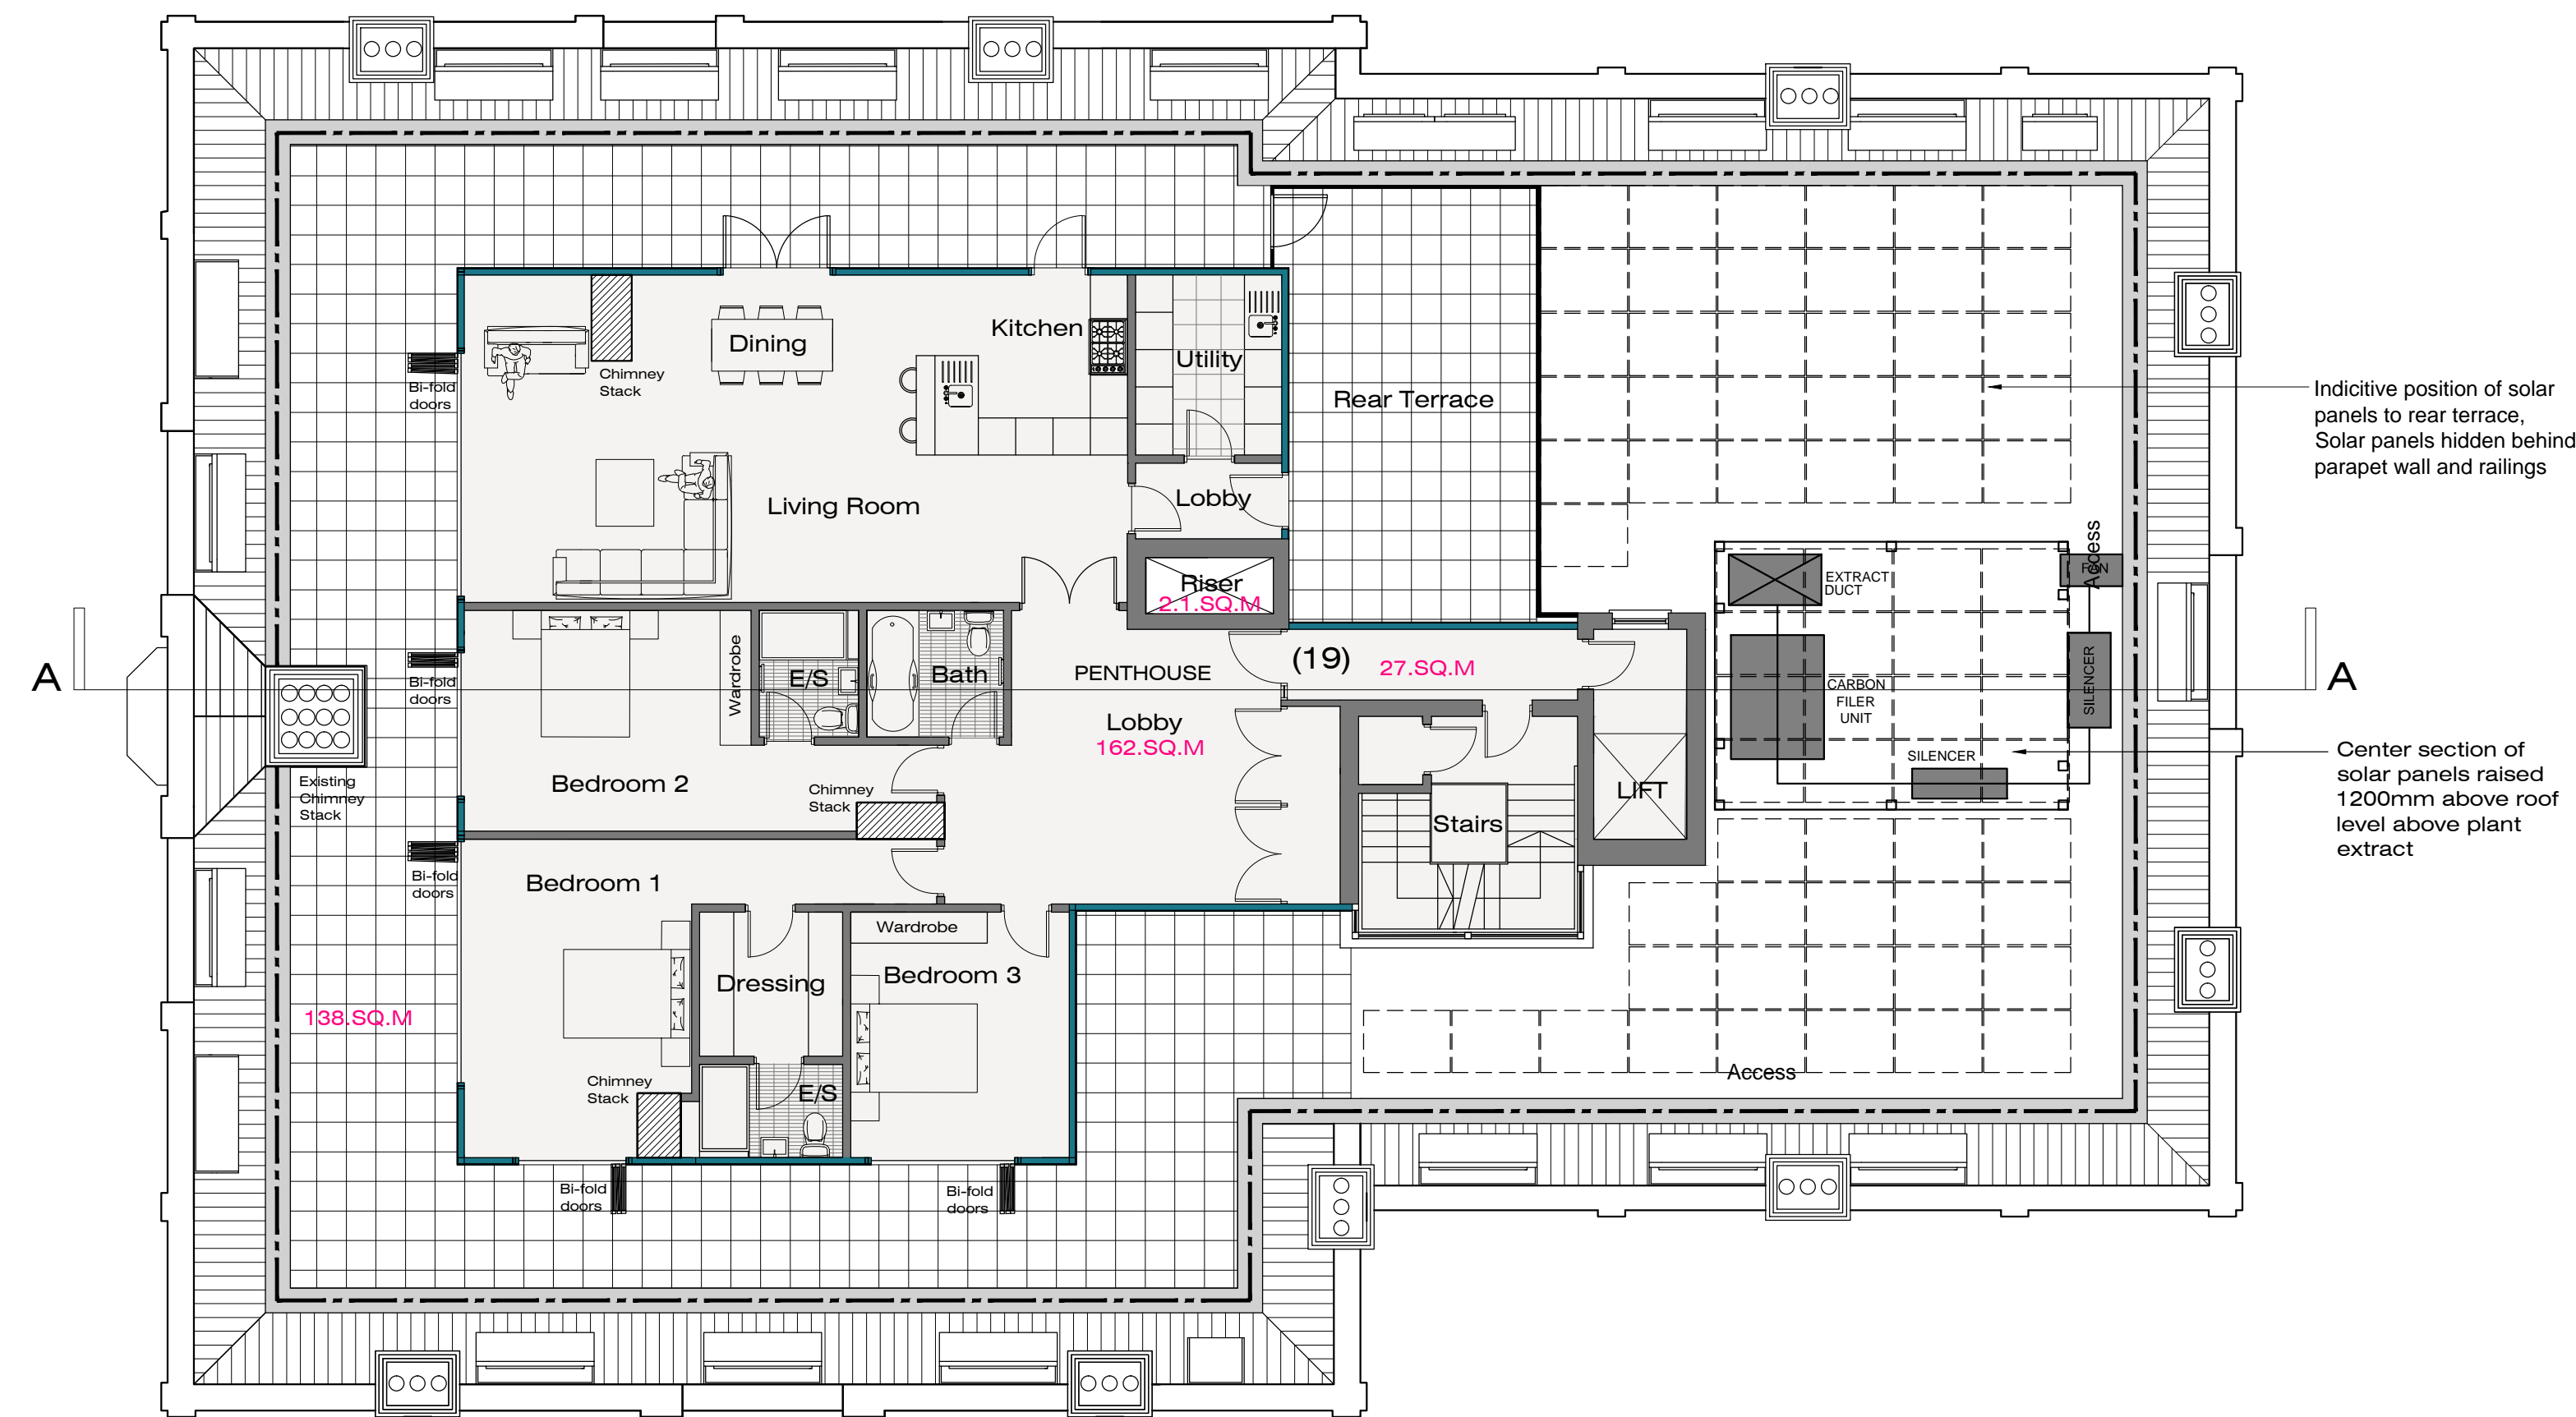 Dining
Kitchen
Chimney
Stack
Utility
Bi-fold
doors
Rear Terrace
Indicitive position of solar
panels to rear terrace,
Solar panels hidden behind
parapet wall and railings
Living Room
Lobby
Access
Riser
2.1.SQ.M
EXTRACT
DUCT
FAN
A
Bi-fold
doors
Wardrobe
E/S
Bath
PENTHOUSE
(19)
27.SQ.M
CARBON
FILER
UNIT
SILENCER
A
Lobby
162.SQ.M
SILENCER
Center section of
solar panels raised
1200mm above roof
level above plant
extract
Existing
Chimney
Stack
Bedroom 2
Chimney
Stack
LIFT
Stairs
Bi-fold
doors
Bedroom 1
Wardrobe
Dressing
Bedroom 3
138.SQ.M
Chimney
Stack
E/S
Access
Bi-fold
doors
Bi-fold
doors